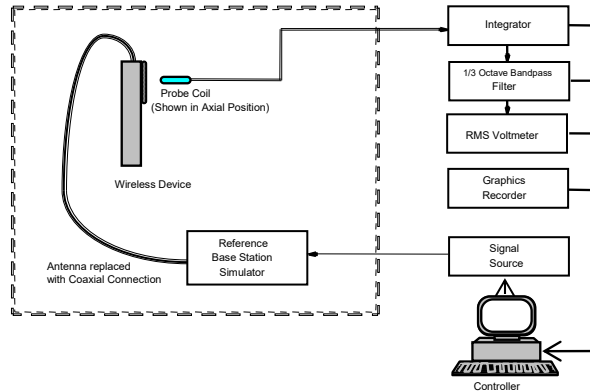 Integrator
1/3 Octave Bandpass
Filter
RMS Voltmeter
Graphics
Recorder
Signal
Source
Controller
Probe Coil
(Shown in Axial Position)
Wireless Device
Reference
Base Station
Simulator
Antenna replaced
with Coaxial Connection